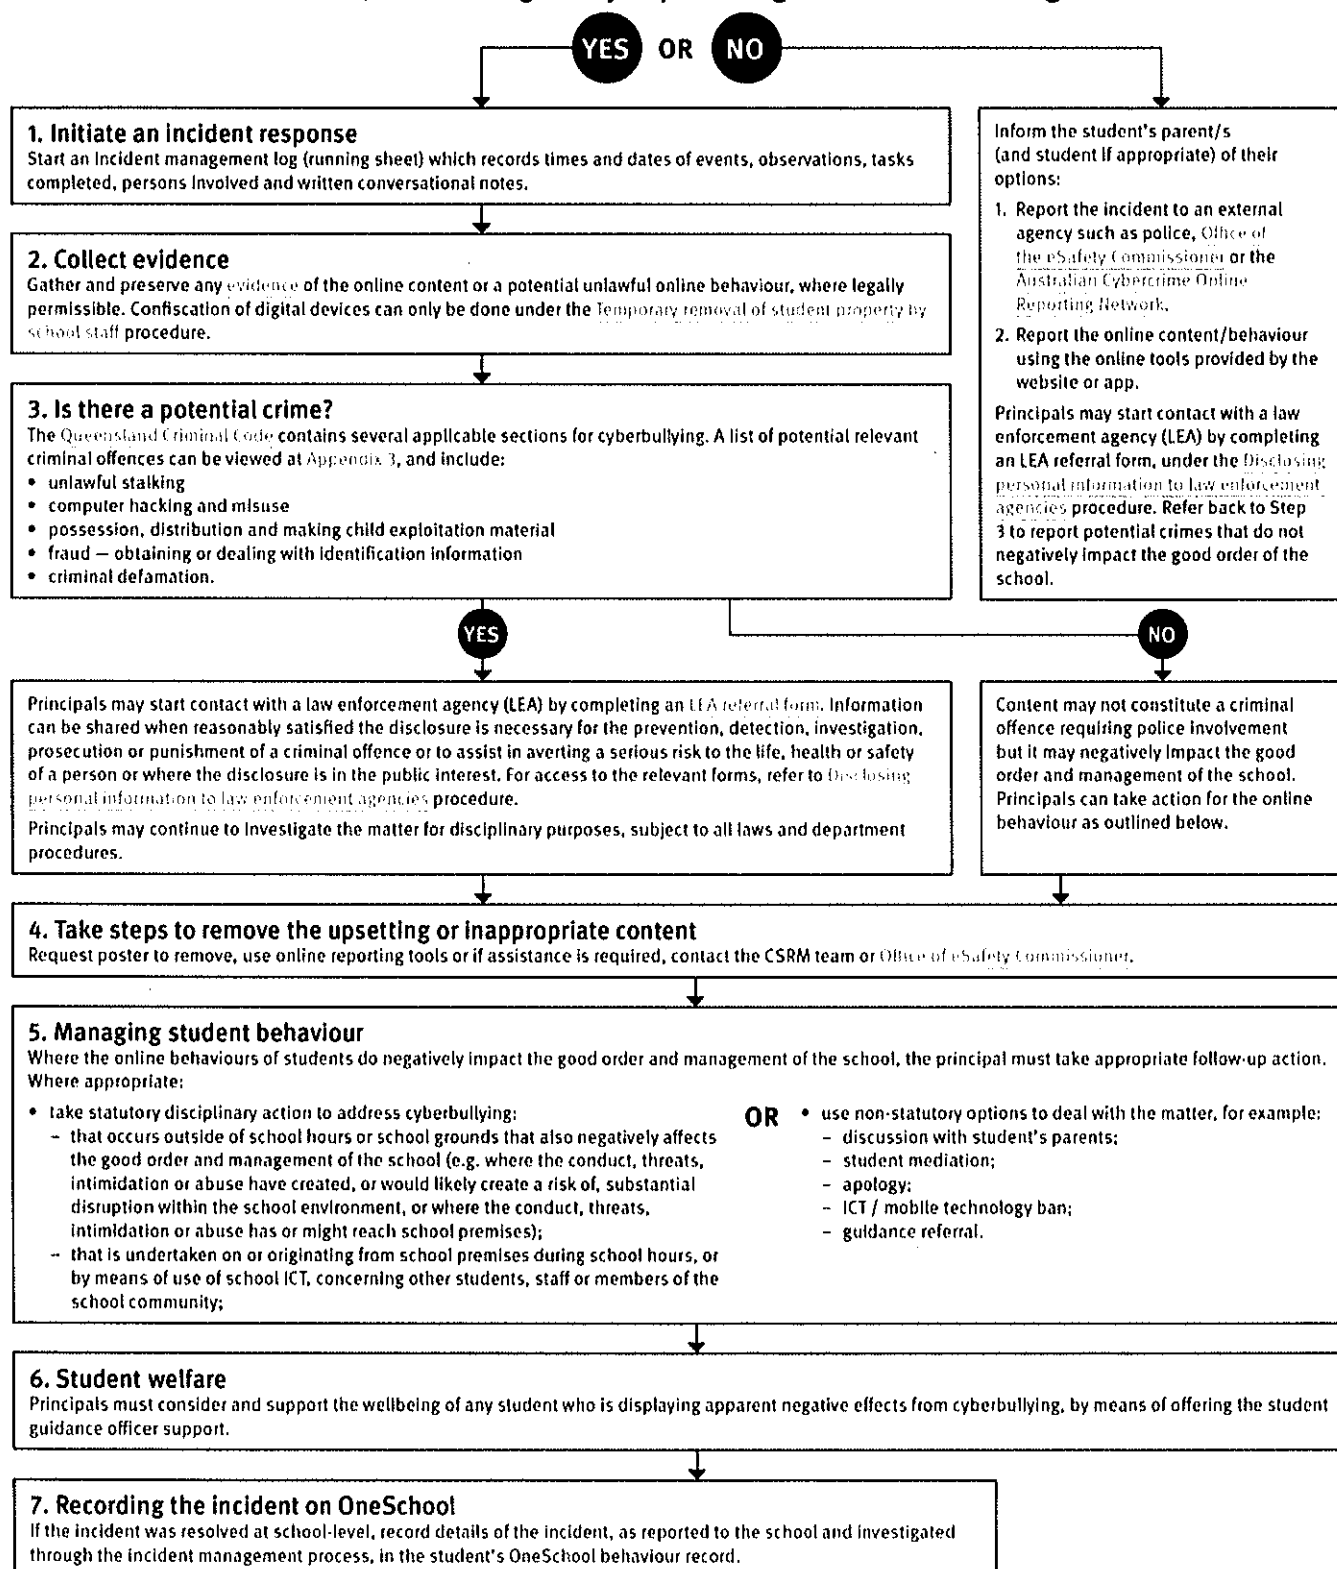 YES OR NO
1. Initiate an incident response
Start an incident management log (running sheet) which records times and dates of events, observations, tasks
completed, persons involved and written conversational notes.
2. Collect evidence
Gather and preserve any evidence of the online content or a potential unlawful online behaviour, where legally
permissible. Confiscation of digital devices can only be done under the Temporary removal of student property by
school staff procedure.
3. Is there a potential crime?
The Queensland Criminal Code contains several applicable sections for cyberbullying. A list of potential relevant
criminal offences can be viewed at Appendix 3, and include:
• unlawful stalking
• computer hacking and misuse
• possession, distribution and making child exploitation material
• fraud — obtaining or dealing with identification information
• criminal defamation.
Inform the student's parent/s
(and student if appropriate) of their
options:
1. Report the incident to an external
agency such as police, Office of
the eSafety Commissioner or the
Australian Cybercrime Online
Reporting Network.
2. Report the online content/behaviour
using the online tools provided by the
website or app.
Principals may start contact with a law
enforcement agency (LEA) by completing
an LEA referral form, under the Disclosing
personal information to law enforcement
agencies procedure. Refer back to Step
3 to report potential crimes that do not
negatively impact the good order of the
school.
YES
NO
Principals may start contact with a law enforcement agency (LEA) by completing an LEA referral form. Information
can be shared when reasonably satisfied the disclosure is necessary for the prevention, detection, investigation,
prosecution or punishment of a criminal offence or to assist in averting a serious risk to the life, health or safety
of a person or where the disclosure is in the public interest. For access to the relevant forms, refer to Disclosing
personal information to law enforcement agencies procedure.
Principals may continue to investigate the matter for disciplinary purposes, subject to all laws and department
procedures.
Content may not constitute a criminal
offence requiring police involvement
but it may negatively impact the good
order and management of the school.
Principals can take action for the online
behaviour as outlined below.
4. Take steps to remove the upsetting or inappropriate content
Request poster to remove, use online reporting tools or if assistance is required, contact the CSRM team or Office of eSafety Commissioner.
5. Managing student behaviour
Where the online behaviours of students do negatively impact the good order and management of the school, the principal must take appropriate follow-up action.
Where appropriate:
• take statutory disciplinary action to address cyberbullying:
– that occurs outside of school hours or school grounds that also negatively affects
the good order and management of the school (e.g. where the conduct, threats,
intimidation or abuse have created, or would likely create a risk of, substantial
disruption within the school environment, or where the conduct, threats,
intimidation or abuse has or might reach school premises);
– that is undertaken on or originating from school premises during school hours, or
by means of use of school ICT, concerning other students, staff or members of the
school community;
OR
• use non-statutory options to deal with the matter, for example:
– discussion with student's parents;
– student mediation;
– apology;
– ICT / mobile technology ban;
– guidance referral.
6. Student welfare
Principals must consider and support the wellbeing of any student who is displaying apparent negative effects from cyberbullying, by means of offering the student
guidance officer support.
7. Recording the incident on OneSchool
If the incident was resolved at school-level, record details of the incident, as reported to the school and investigated
through the incident management process, in the student's OneSchool behaviour record.